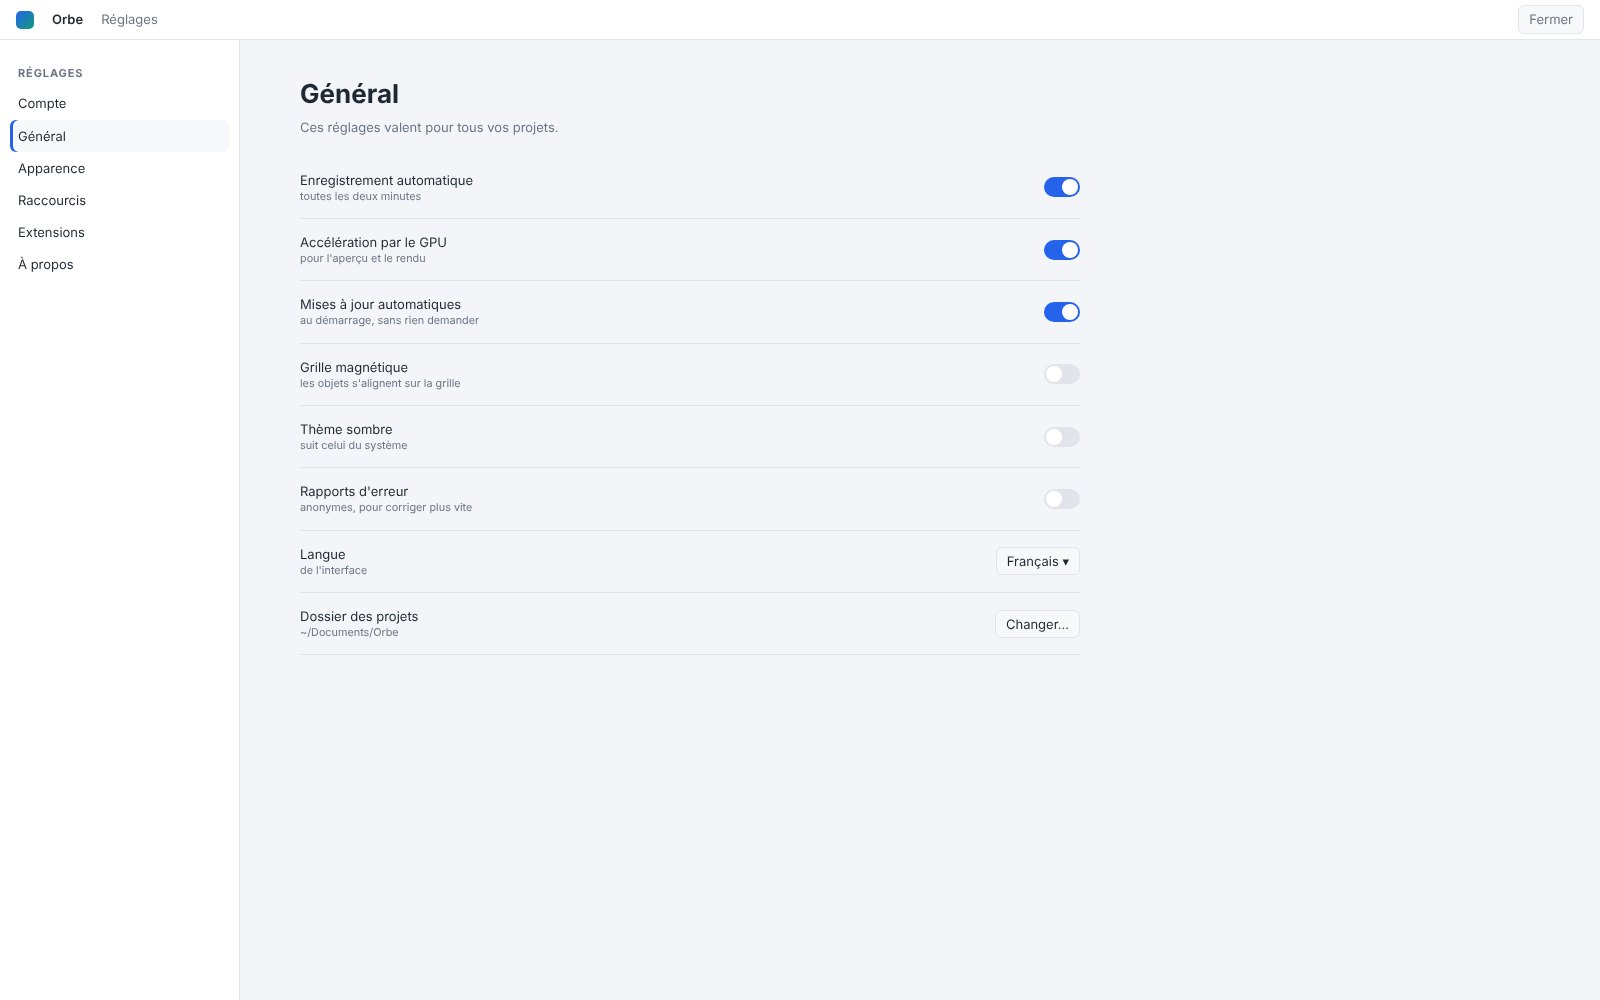 Orbe Réglages Fermer
RÉGLAGES
Compte
Général
Apparence
Raccourcis
Extensions
À propos
Général
Ces réglages valent pour tous vos projets.
Enregistrement automatique
toutes les deux minutes
Accélération par le GPU
pour l'aperçu et le rendu
Mises à jour automatiques
au démarrage, sans rien demander
Grille magnétique
les objets s'alignent sur la grille
Thème sombre
suit celui du système
Rapports d'erreur
anonymes, pour corriger plus vite
Langue
de l'interface
Français ▾
Dossier des projets
~/Documents/Orbe
Changer…